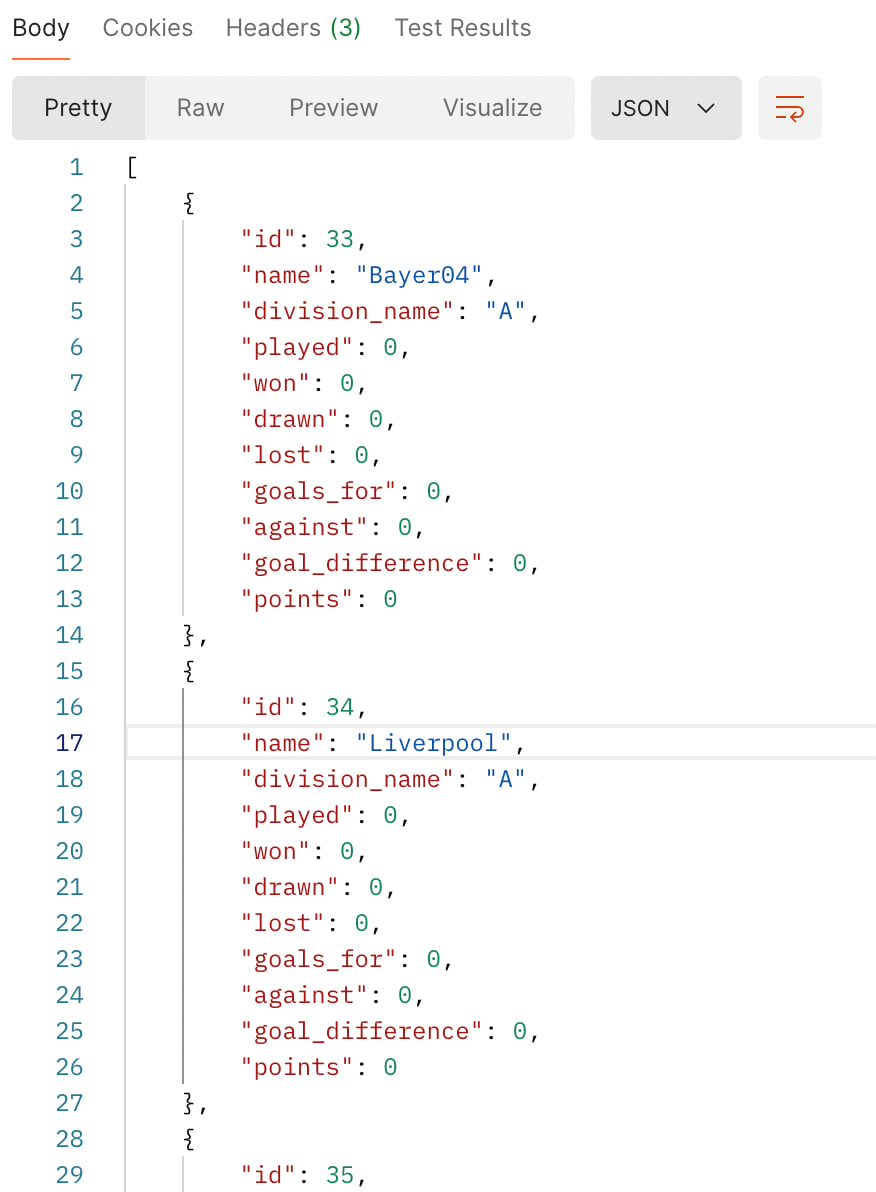 Body Cookies Headers (3) Test Results
Pretty Raw Preview Visualize JSON
1 [
2 {
3 "id": 33,
4 "name": "Bayer04",
5 "division_name": "A",
6 "played": 0,
7 "won": 0,
8 "drawn": 0,
9 "lost": 0,
10 "goals_for": 0,
11 "against": 0,
12 "goal_difference": 0,
13 "points": 0
14 },
15 {
16 "id": 34,
17 "name": "Liverpool",
18 "division_name": "A",
19 "played": 0,
20 "won": 0,
21 "drawn": 0,
22 "lost": 0,
23 "goals_for": 0,
24 "against": 0,
25 "goal_difference": 0,
26 "points": 0
27 },
28 {
29 "id": 35,